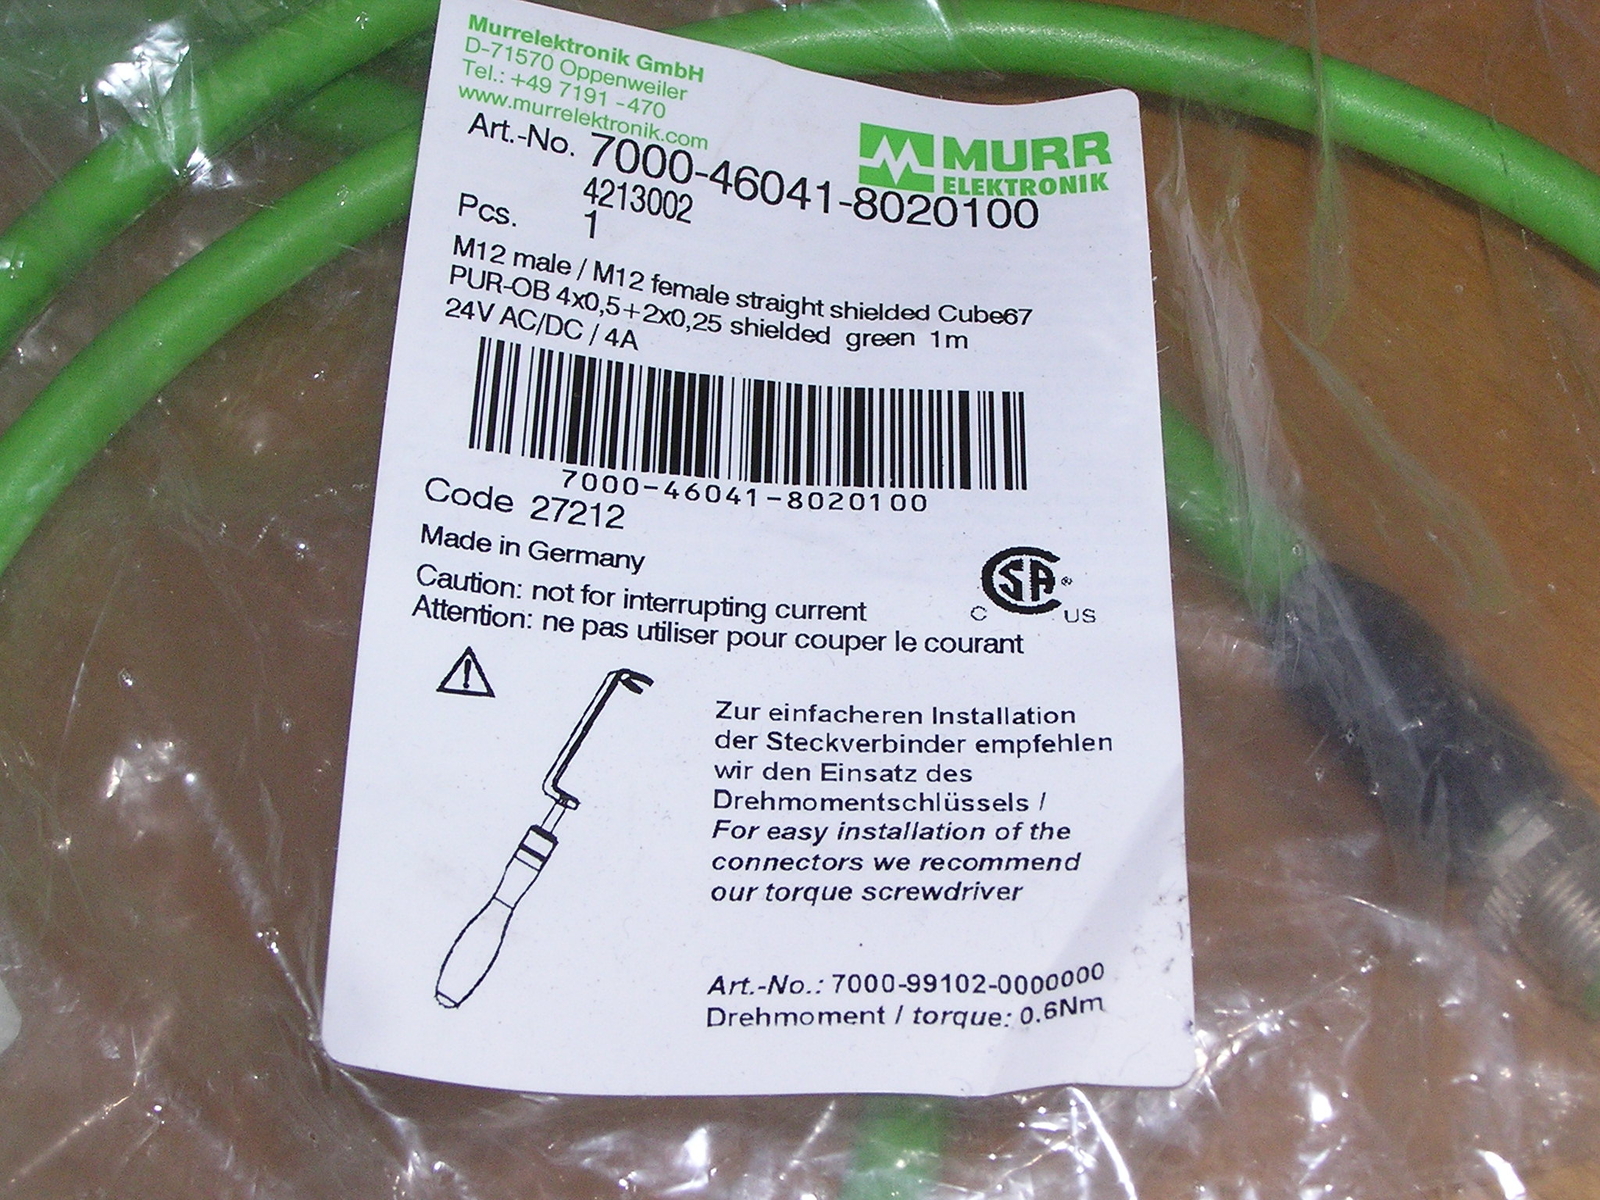 Murrelektronik GmbH
D-71570 Oppenweiler
Tel.: +49 7191 -470
www.murrelektronik.com
MURR
ELEKTRONIK
Art.-No. 7000-46041-8020100
4213002
Pcs. 1
M12 male / M12 female straight shielded Cube67
PUR-OB 4x0,5+2x0,25 shielded green 1m
24V AC/DC / 4A
7000-46041-8020100
Code 27212
Made in Germany
Caution: not for interrupting current
Attention: ne pas utiliser pour couper le courant
C SA ® US
Zur einfacheren Installation
der Steckverbinder empfehlen
wir den Einsatz des
Drehmomentschlüssels /
For easy installation of the
connectors we recommend
our torque screwdriver
Art.-No.: 7000-99102-0000000
Drehmoment / torque: 0.6Nm